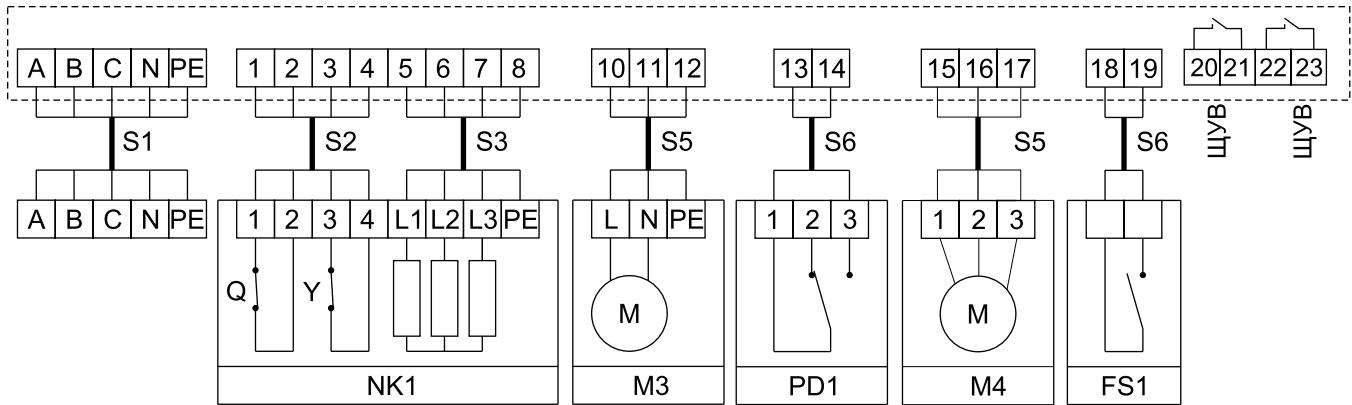 A B C N PE 1 2 3 4 5 6 7 8 10 11 12 13 14 15 16 17 18 19 20 21 22 23
S1 S2 S3 S5 S6 S5 S6 ЩУВ ЩУВ
A B C N PE 1 2 3 4 L1 L2 L3 PE L N PE 1 2 3 1 2 3
Q Y M M
NK1 M3 PD1 M4 FS1